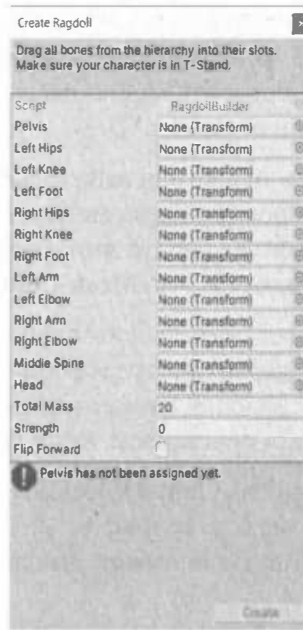 Create Ragdoll
Drag all bones from the hierarchy into their slots.
Make sure your character is in T-Stand.
Script RagdollBuilder
Pelvis None (Transform)
Left Hips None (Transform)
Left Knee None (Transform)
Left Foot None (Transform)
Right Hips None (Transform)
Right Knee None (Transform)
Right Foot None (Transform)
Left Arm None (Transform)
Left Elbow None (Transform)
Right Arm None (Transform)
Right Elbow None (Transform)
Middle Spine None (Transform)
Head None (Transform)
Total Mass 20
Strength 0
Flip Forward
Pelvis has not been assigned yet.
Create